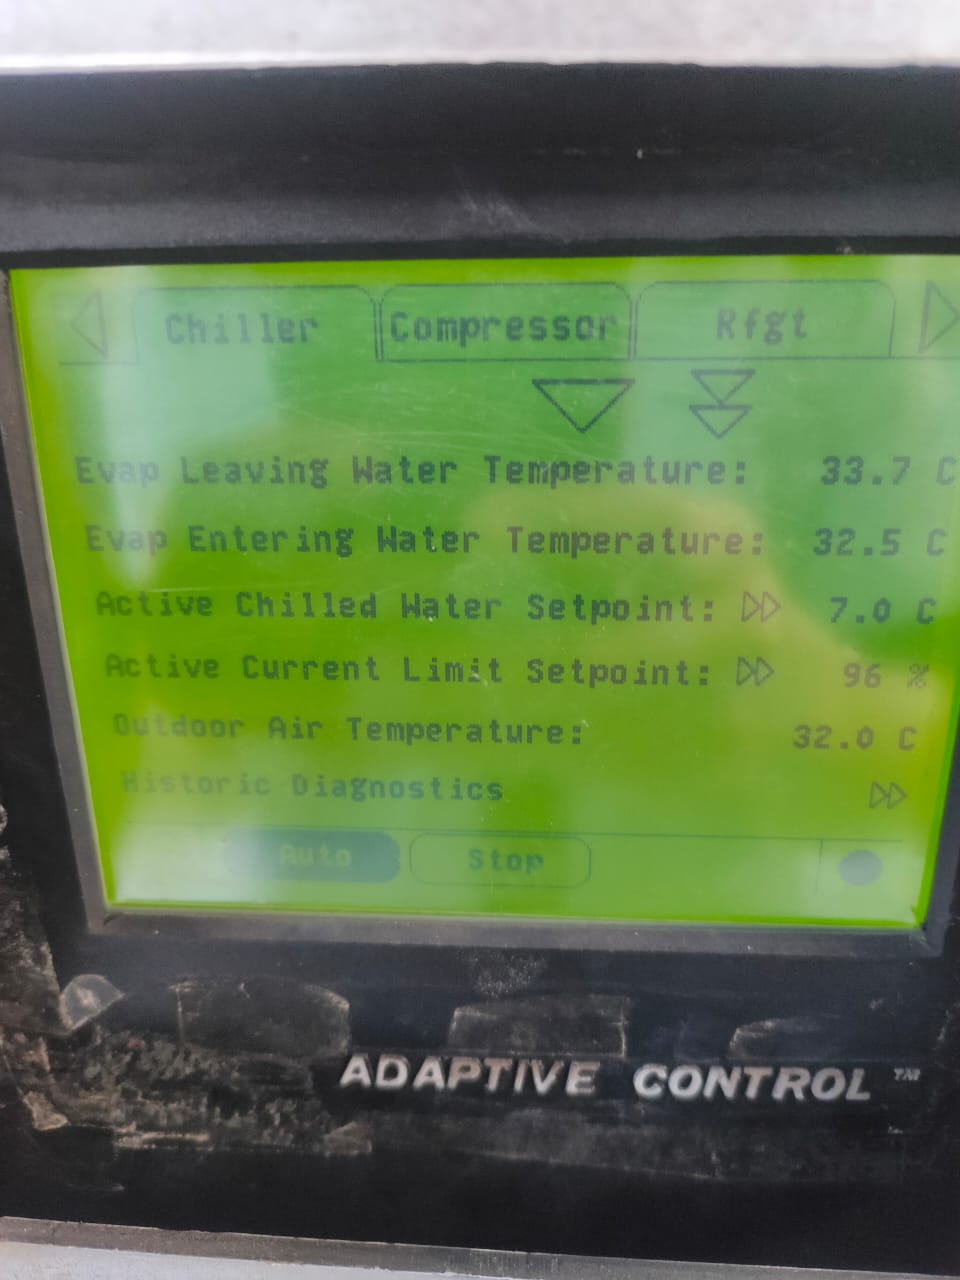 Chiller Compressor Rfgt
Evap Leaving Water Temperature: 33.7 C
Evap Entering Water Temperature: 32.5 C
Active Chilled Water Setpoint: 7.0 C
Active Current Limit Setpoint: 96 %
Outdoor Air Temperature: 32.0 C
Historic Diagnostics
Auto Stop
ADAPTIVE CONTROL™